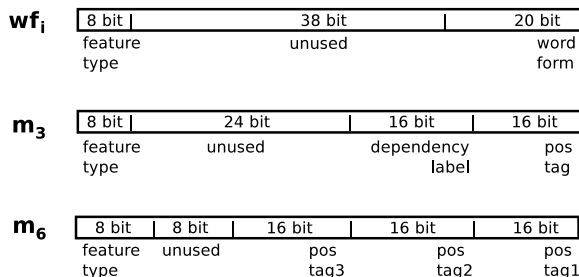 wf_i 8 bit 38 bit 20 bit
feature unused word
type form
m_3 8 bit 24 bit 16 bit 16 bit
feature unused dependency pos
type label tag
m_6 8 bit 8 bit 16 bit 16 bit 16 bit
feature unused pos pos pos
type tag3 tag2 tag1